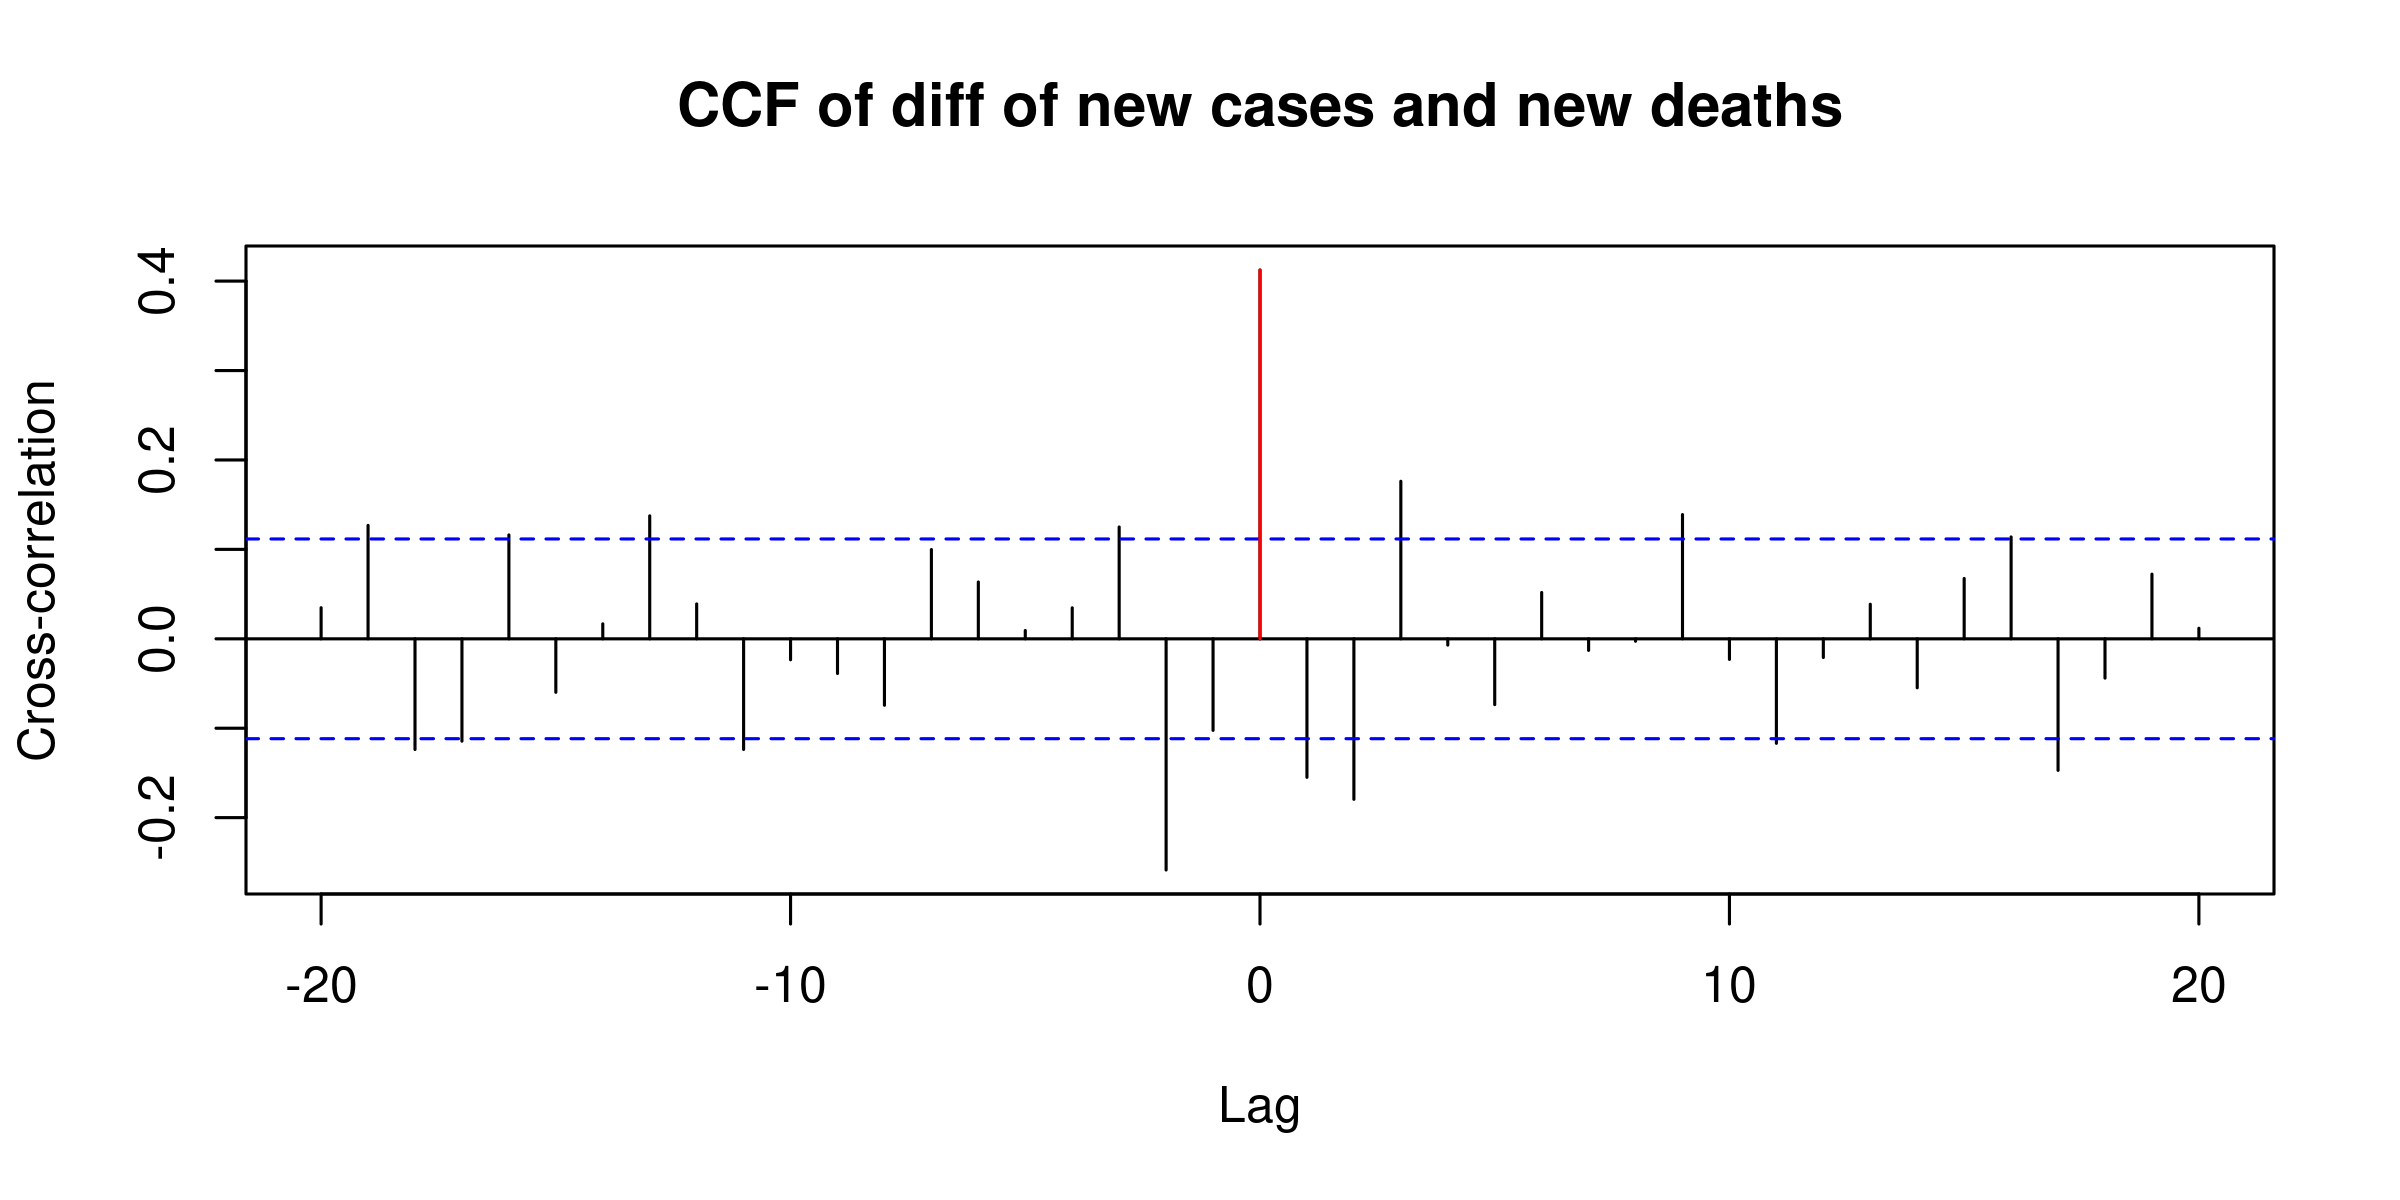 CCF of diff of new cases and new deaths
Cross-correlation
0.4
0.2
0.0
-0.2
-20 -10 0 10 20
Lag